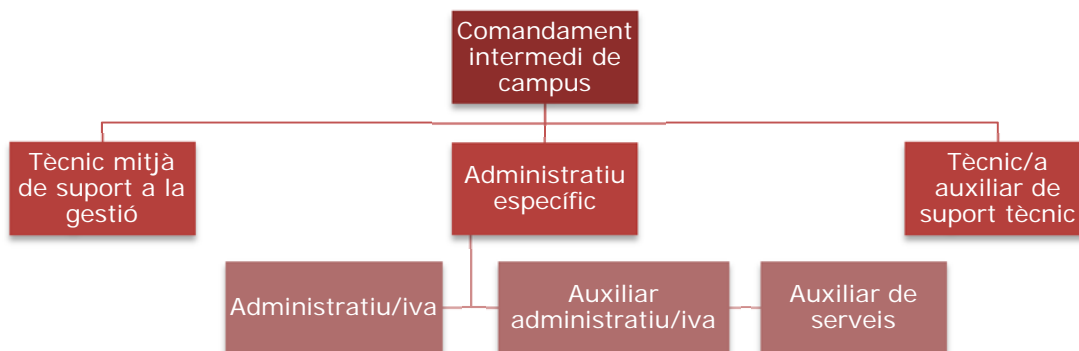 Comandament
intermedi de
campus
Tècnic mitjà
de suport a la
gestió
Administratiu
específic
Tècnic/a
auxiliar de
suport tècnic
Administratiu/iva
Auxiliar
administratiu/iva
Auxiliar de
serveis